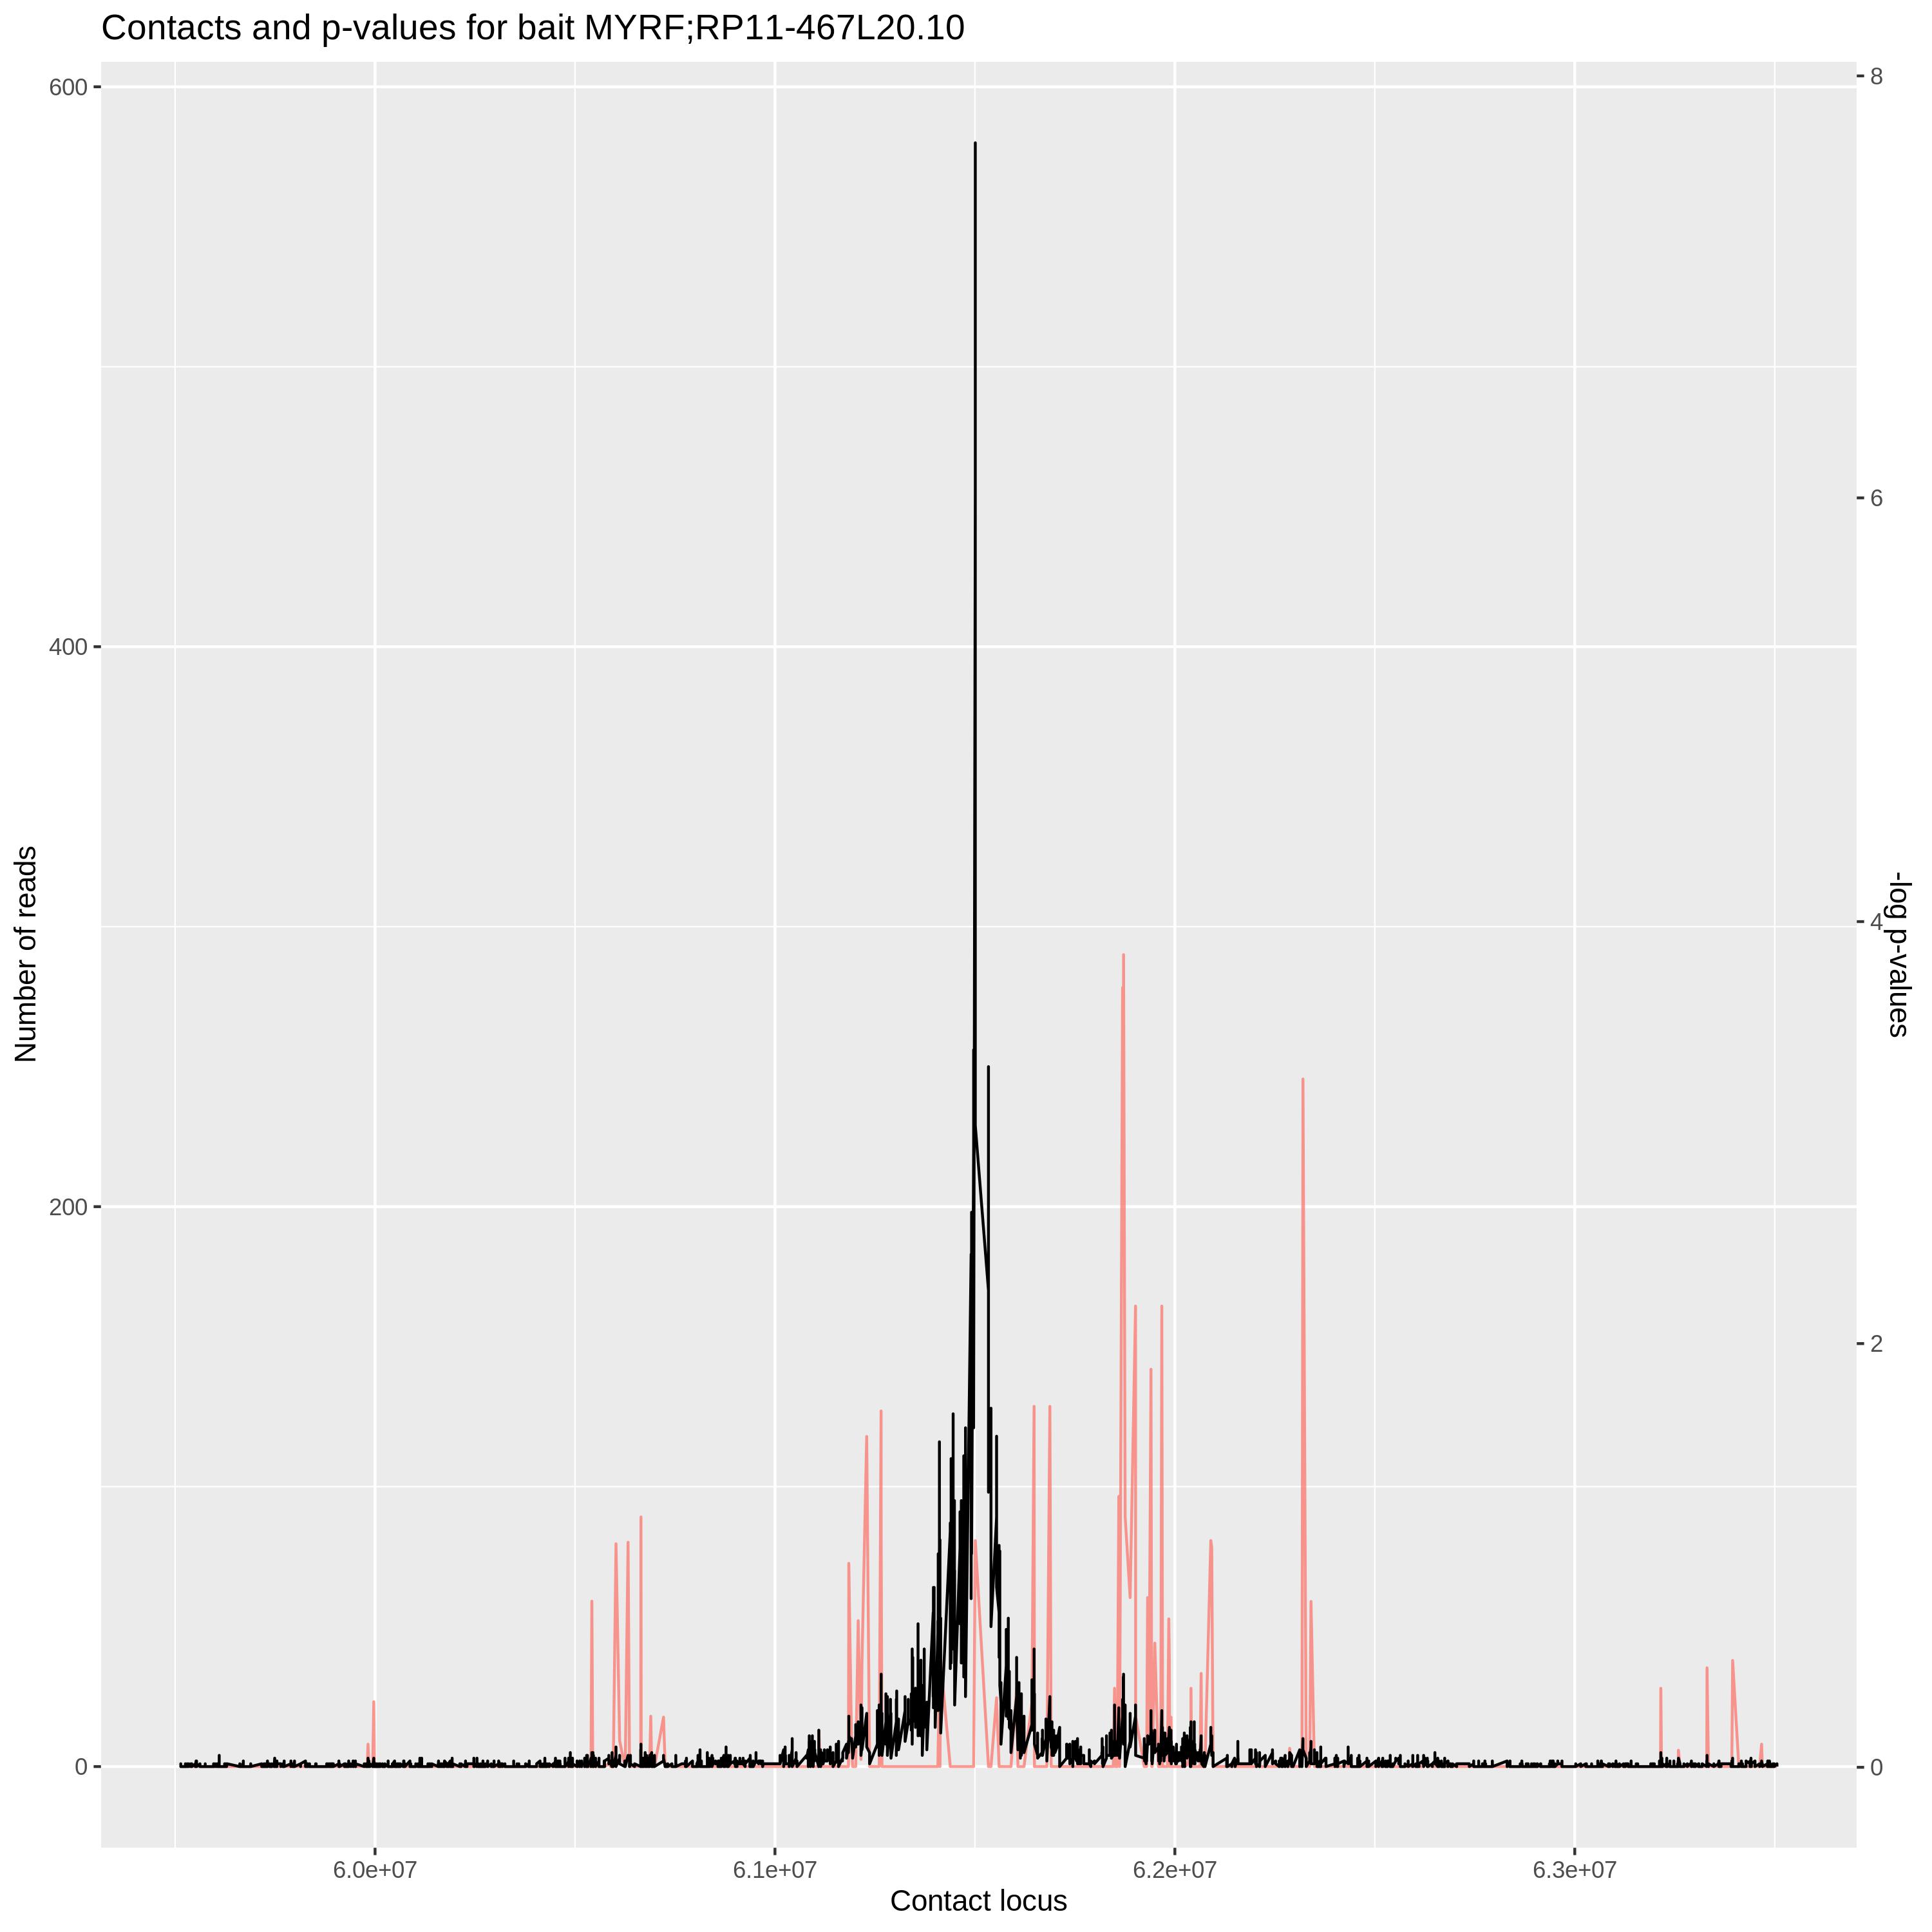 Contacts and p-values for bait MYRF;RP11-467L20.10
600
400
200
0
Number of reads
8
6
4
2
0
-log p-values
6.0e+07
6.1e+07
6.2e+07
6.3e+07
Contact locus